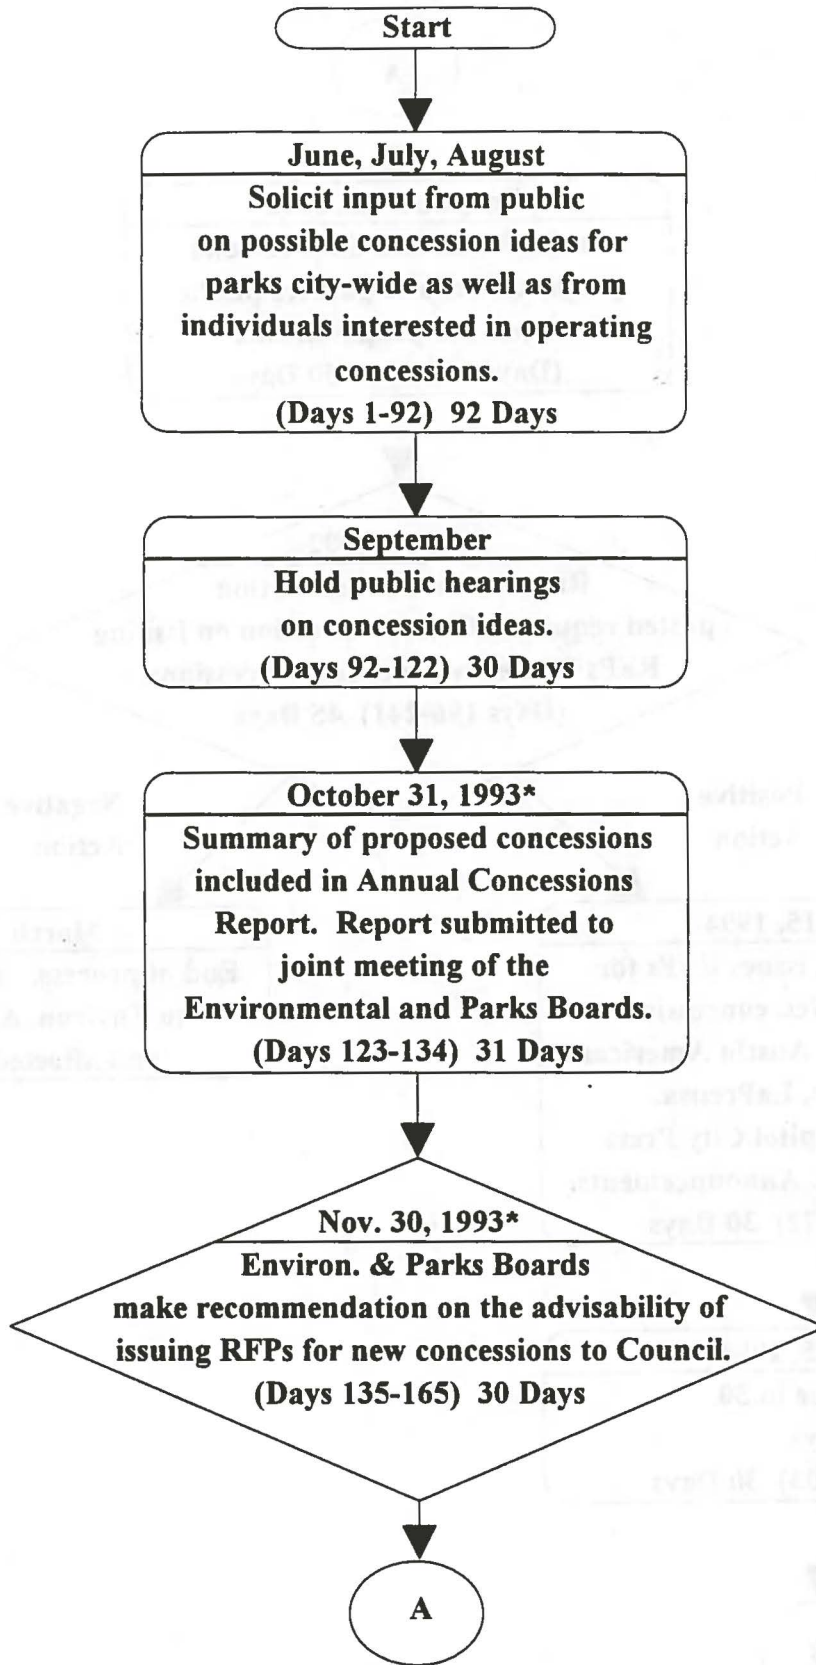 Start
June, July, August
Solicit input from public
on possible concession ideas for
parks city-wide as well as from
individuals interested in operating
concessions.
(Days 1-92) 92 Days
September
Hold public hearings
on concession ideas.
(Days 92-122) 30 Days
October 31, 1993*
Summary of proposed concessions
included in Annual Concessions
Report. Report submitted to
joint meeting of the
Environmental and Parks Boards.
(Days 123-134) 31 Days
Nov. 30, 1993*
Environ. & Parks Boards
make recommendation on the advisability of
issuing RFPs for new concessions to Council.
(Days 135-165) 30 Days
A